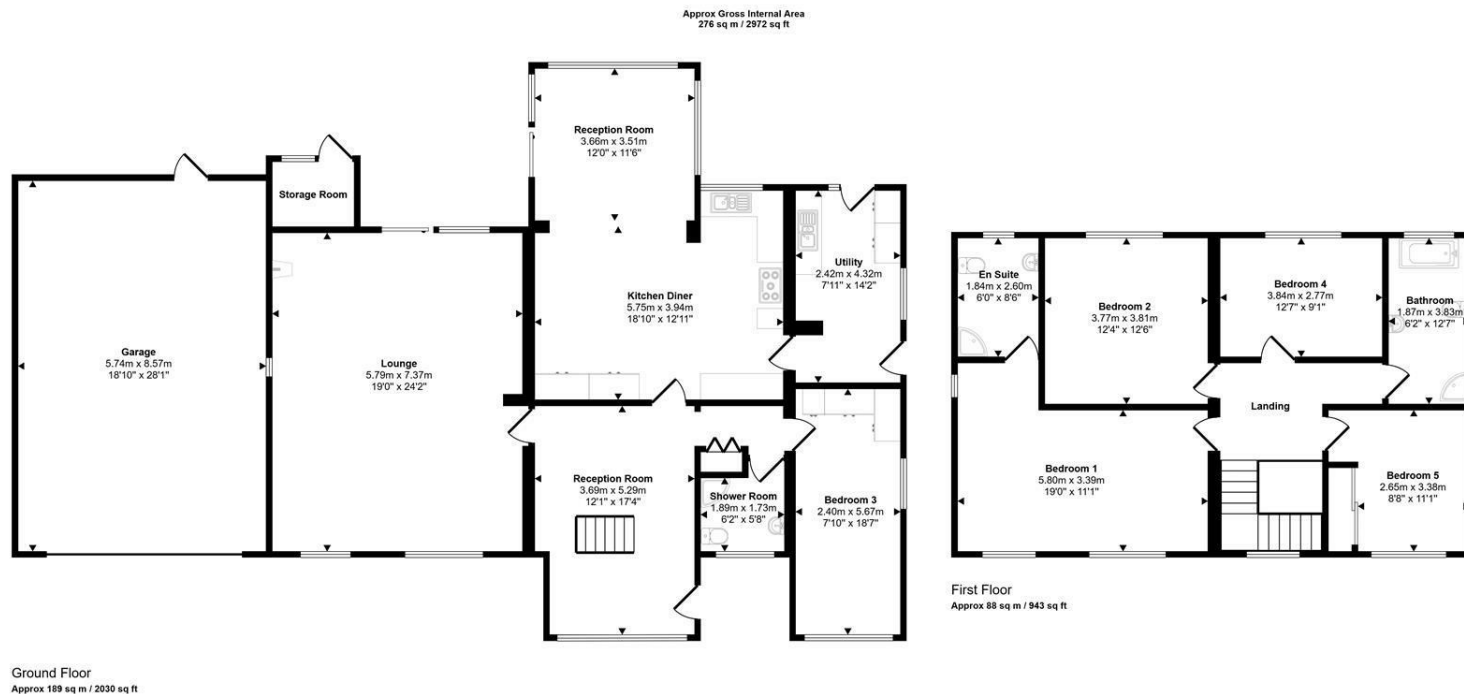 Approx Gross Internal Area
276 sq m / 2972 sq ft
Reception Room
3.66m x 3.51m
12'0" x 11'6"
Storage Room
Utility
2.42m x 4.32m
7'11" x 14'2"
Kitchen Diner
5.75m x 3.94m
18'10" x 12'11"
Garage
5.74m x 8.57m
18'10" x 28'1"
Lounge
5.79m x 7.37m
19'0" x 24'2"
Reception Room
3.69m x 5.29m
12'1" x 17'4"
Shower Room
1.89m x 1.73m
6'2" x 5'8"
Bedroom 3
2.40m x 5.67m
7'10" x 18'7"
Ground Floor
Approx 189 sq m / 2030 sq ft
En Suite
1.84m x 2.60m
6'0" x 8'6"
Bedroom 2
3.77m x 3.81m
12'4" x 12'6"
Bedroom 4
3.84m x 2.77m
12'7" x 9'1"
Bathroom
1.87m x 3.83m
6'2" x 12'7"
Landing
Bedroom 1
5.80m x 3.39m
19'0" x 11'1"
Bedroom 5
2.65m x 3.38m
8'8" x 11'1"
First Floor
Approx 88 sq m / 943 sq ft